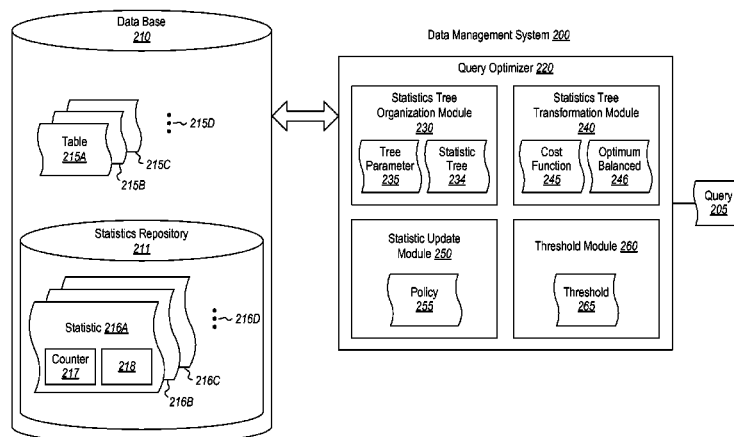 Data Base
210
Table
215A
215B
215C
215D
Statistics Repository
211
Statistic 216A
Counter
217
218
216B
216C
216D
Data Management System 200
Query Optimizer 220
Statistics Tree
Organization Module
230
Tree
Parameter
235
Statistic
Tree
234
Statistics Tree
Transformation Module
240
Cost
Function
245
Optimum
Balanced
246
Statistic Update
Module 250
Policy
255
Threshold Module 260
Threshold
265
Query
205